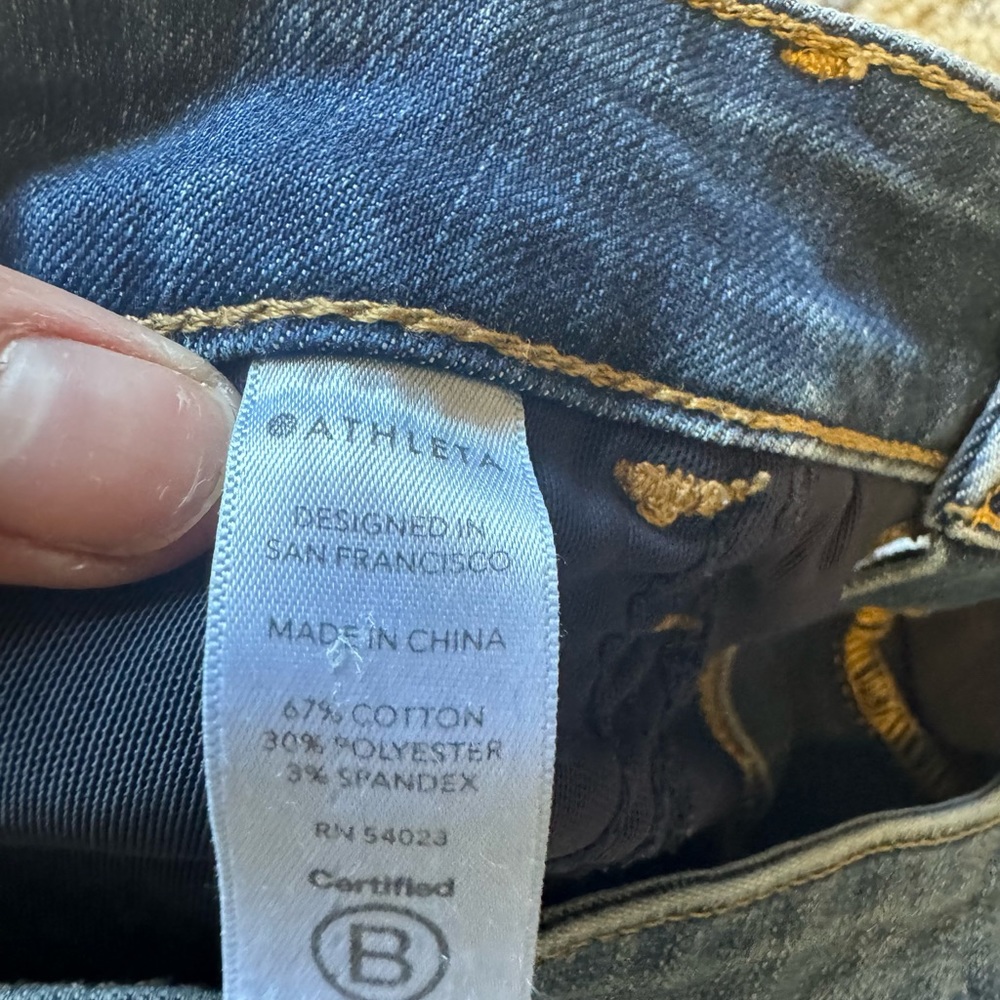 ATHLETA
DESIGNED IN
SAN FRANCISCO
MADE IN CHINA
67% COTTON
30% POLYESTER
3% SPANDEX
RN 54023
Certified
B